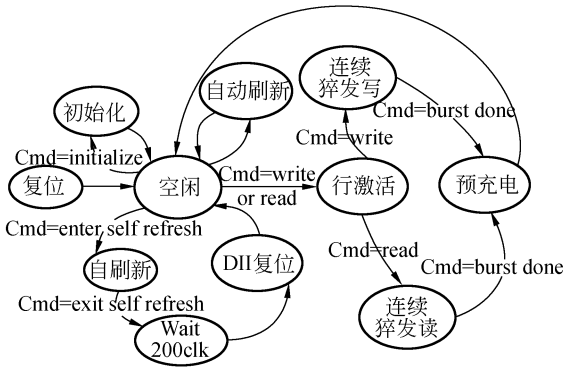 连续
猝发写
自动刷新
初始化
Cmd=burst done
Cmd=write
Cmd=initialize
复位
空闲
Cmd=write
or read
行激活
预充电
Cmd=enter self refresh
Cmd=read
自刷新
DII复位
Cmd=burst done
Cmd=exit self refresh
连续
猝发读
Wait
200clk